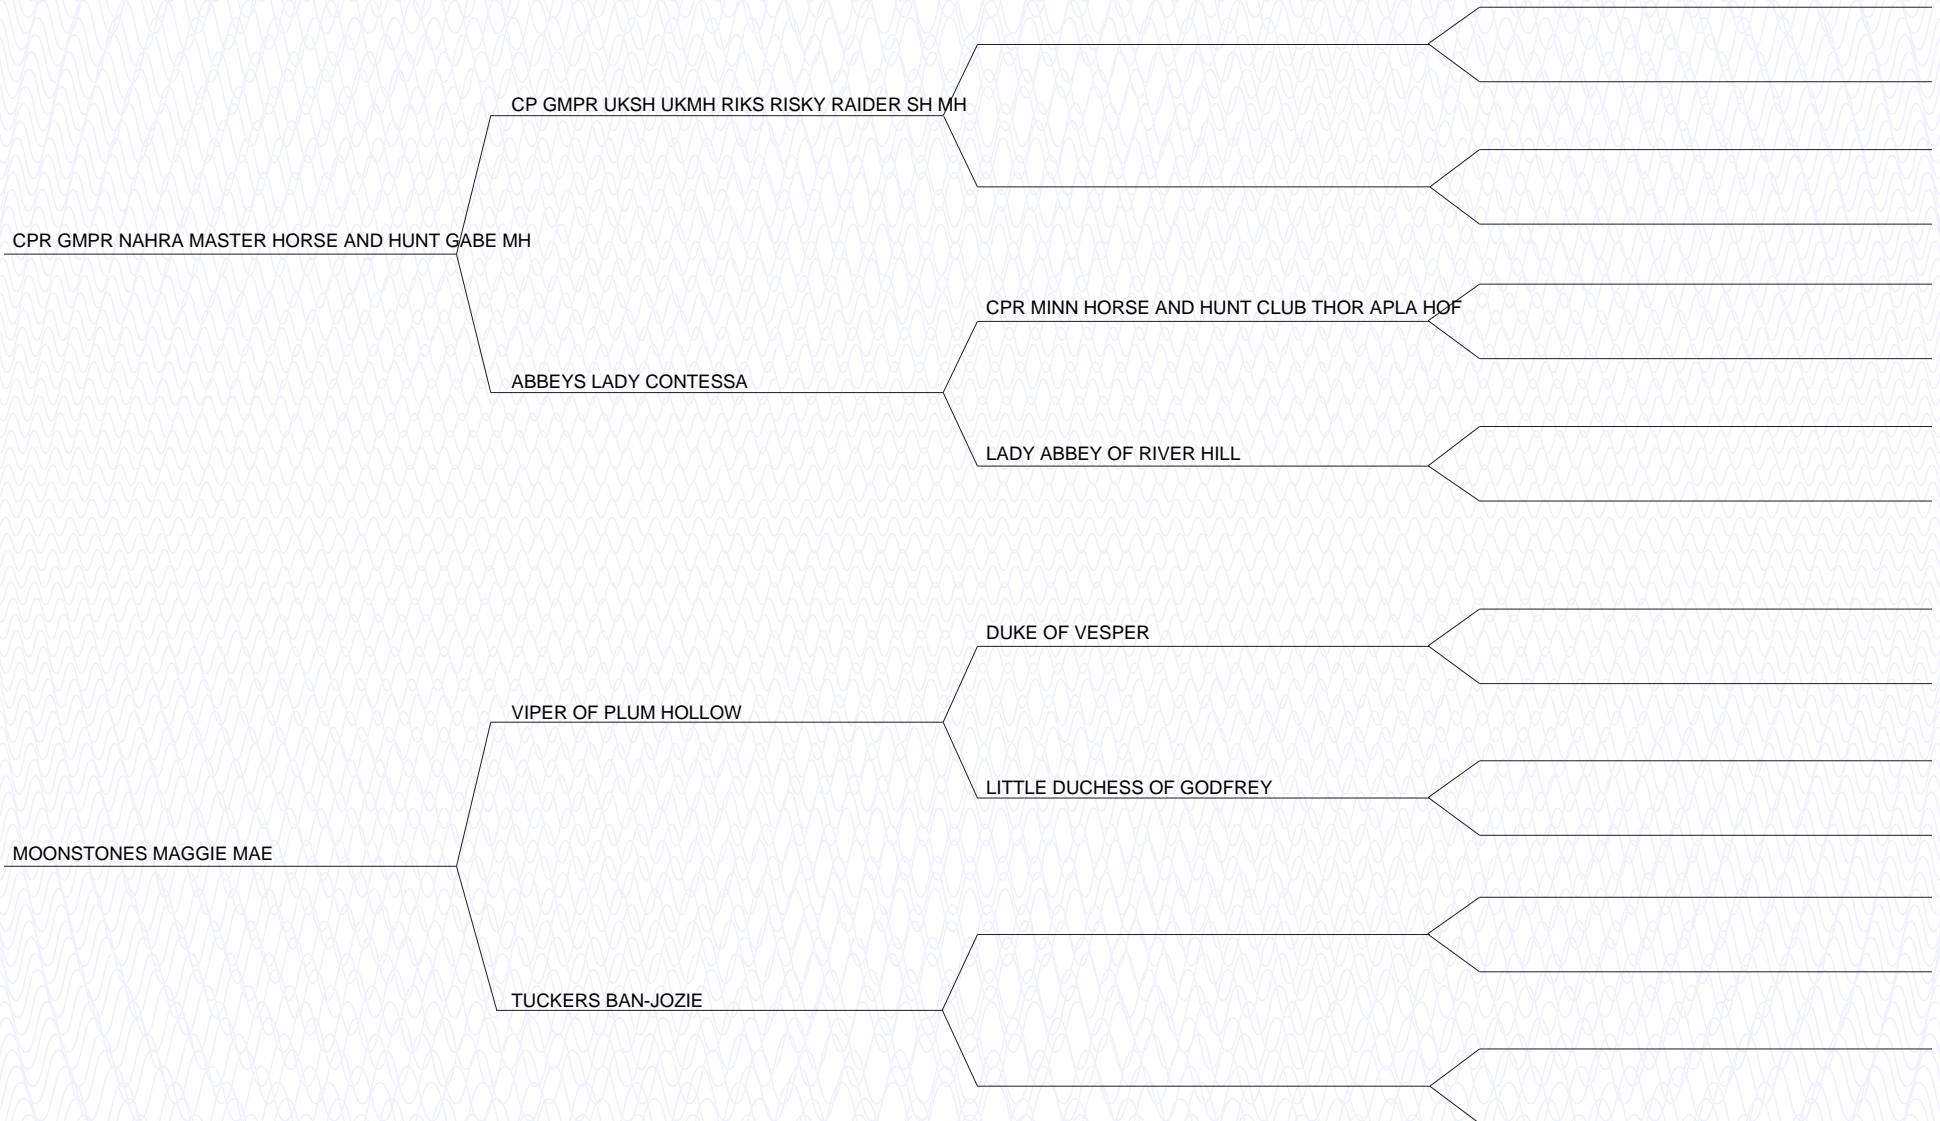 CP GMPR UKSH UKMH RIKS RISKY RAIDER SH MH
CPR GMPR NAHRA MASTER HORSE AND HUNT GABE MH
CPR MINN HORSE AND HUNT CLUB THOR APLA HOF
ABBEYS LADY CONTESSA
LADY ABBEY OF RIVER HILL
DUKE OF VESPER
VIPER OF PLUM HOLLOW
LITTLE DUCHESS OF GODFREY
MOONSTONES MAGGIE MAE
TUCKERS BAN-JOZIE